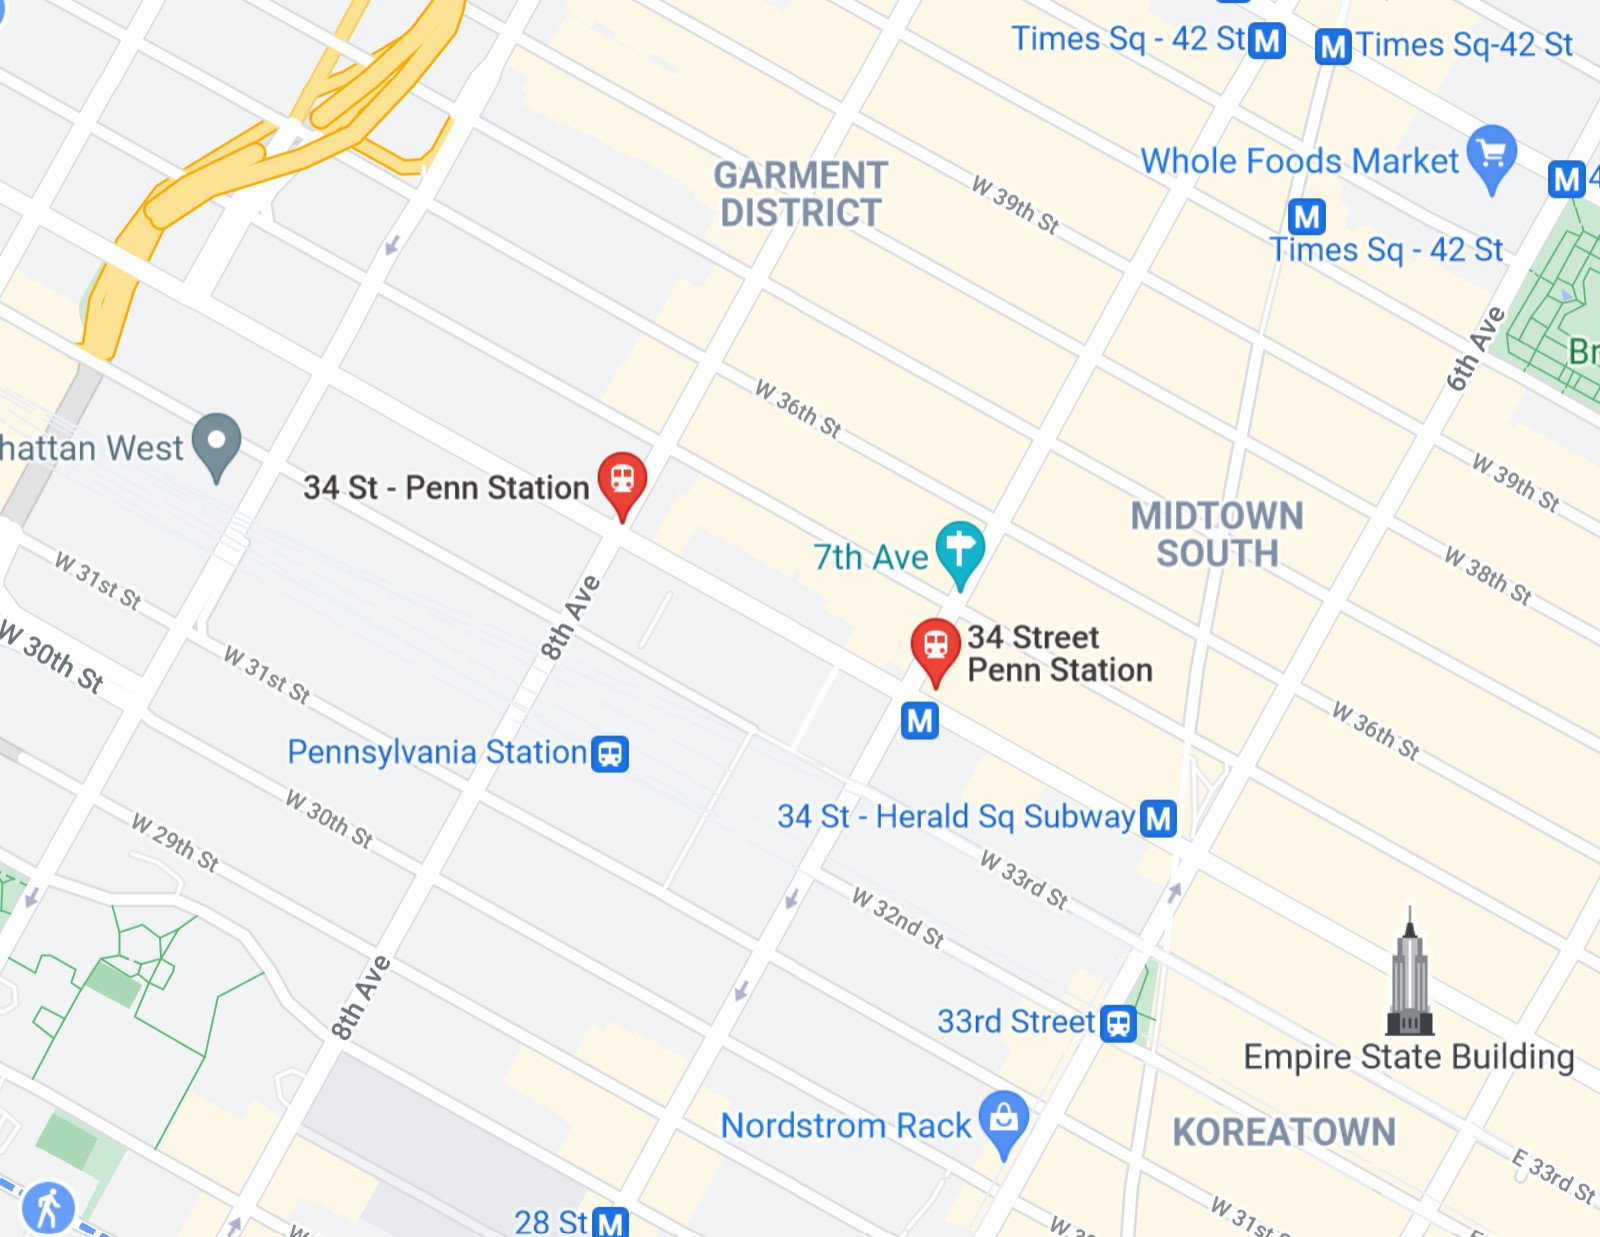 Times Sq - 42 St M
M Times Sq-42 St
Whole Foods Market
M 4
GARMENT
DISTRICT
W 39th St
M
Times Sq - 42 St
6th Ave
Br
W 36th St
hattan West
34 St - Penn Station
W 39th St
MIDTOWN
SOUTH
7th Ave
W 38th St
W 31st St
8th Ave
34 Street
Penn Station
W 30th St
W 31st St
M
W 36th St
Pennsylvania Station
34 St - Herald Sq Subway M
W 30th St
W 29th St
W 33rd St
W 32nd St
8th Ave
33rd Street
Empire State Building
Nordstrom Rack
KOREATOWN
E 33rd St
28 St M
W 31st S